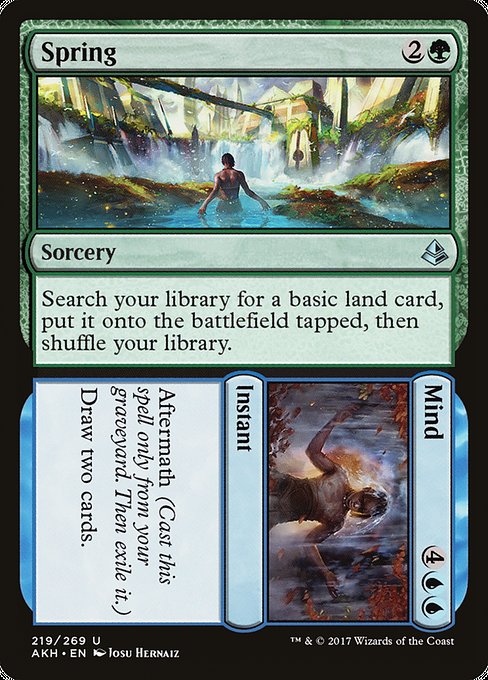 Spring 2
Sorcery
Search your library for a basic land card,
put it onto the battlefield tapped, then
shuffle your library.
Mind 4
Instant
Aftermath (Cast this
spell only from your
graveyard. Then exile it.)
Draw two cards.
219/269 U
AKH • EN Josu Hernaiz
™ & © 2017 Wizards of the Coast